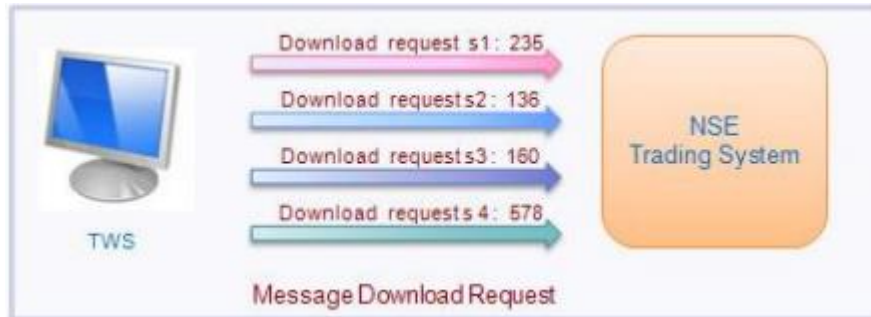 Download request s1: 235
Download requests2: 136
Download requests3: 160
Download requests 4: 578
NSE
Trading System
TWS
Message Download Request